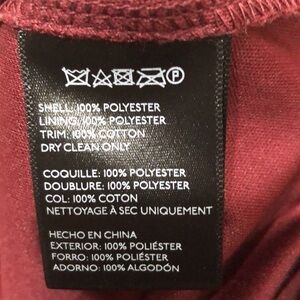 P
SHELL: 100% POLYESTER
LINING: 100% POLYESTER
TRIM: 100% COTTON
DRY CLEAN ONLY
COQUILLE: 100% POLYESTER
DOUBLURE: 100% POLYESTER
COL: 100% COTON
NETTOYAGE À SEC UNIQUEMENT
HECHO EN CHINA
EXTERIOR: 100% POLIÉSTER
FORRO: 100% POLIÉSTER
ADORNO: 100% ALGODÓN